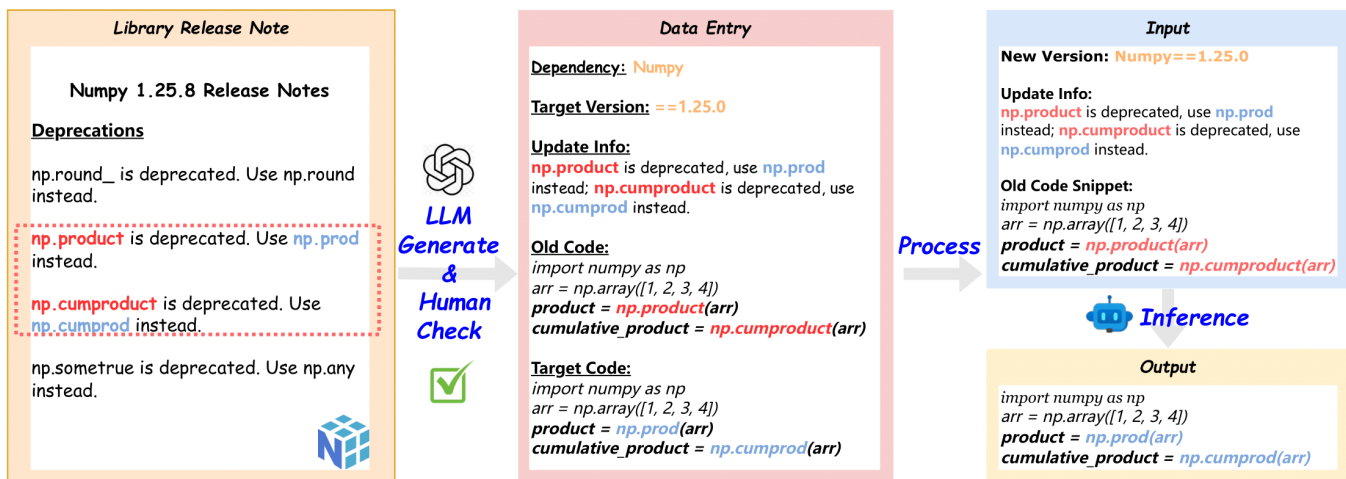 Library Release Note
Numpy 1.25.8 Release Notes
Deprecations
np.round_ is deprecated. Use np.round
instead.
np.product is deprecated. Use np.prod
instead.
np.cumproduct is deprecated. Use
np.cumprod instead.
np.sometrue is deprecated. Use np.any
instead.
LLM
Generate
&
Human
Check
Data Entry
Dependency: Numpy
Target Version: ==1.25.0
Update Info:
np.product is deprecated, use np.prod
instead; np.cumproduct is deprecated, use
np.cumprod instead.
Old Code:
import numpy as np
arr = np.array([1, 2, 3, 4])
product = np.product(arr)
cumulative_product = np.cumproduct(arr)
Target Code:
import numpy as np
arr = np.array([1, 2, 3, 4])
product = np.prod(arr)
cumulative_product = np.cumprod(arr)
Process
Input
New Version: Numpy==1.25.0
Update Info:
np.product is deprecated, use np.prod
instead; np.cumproduct is deprecated, use
np.cumprod instead.
Old Code Snippet:
import numpy as np
arr = np.array([1, 2, 3, 4])
product = np.product(arr)
cumulative_product = np.cumproduct(arr)
Inference
Output
import numpy as np
arr = np.array([1, 2, 3, 4])
product = np.prod(arr)
cumulative_product = np.cumprod(arr)